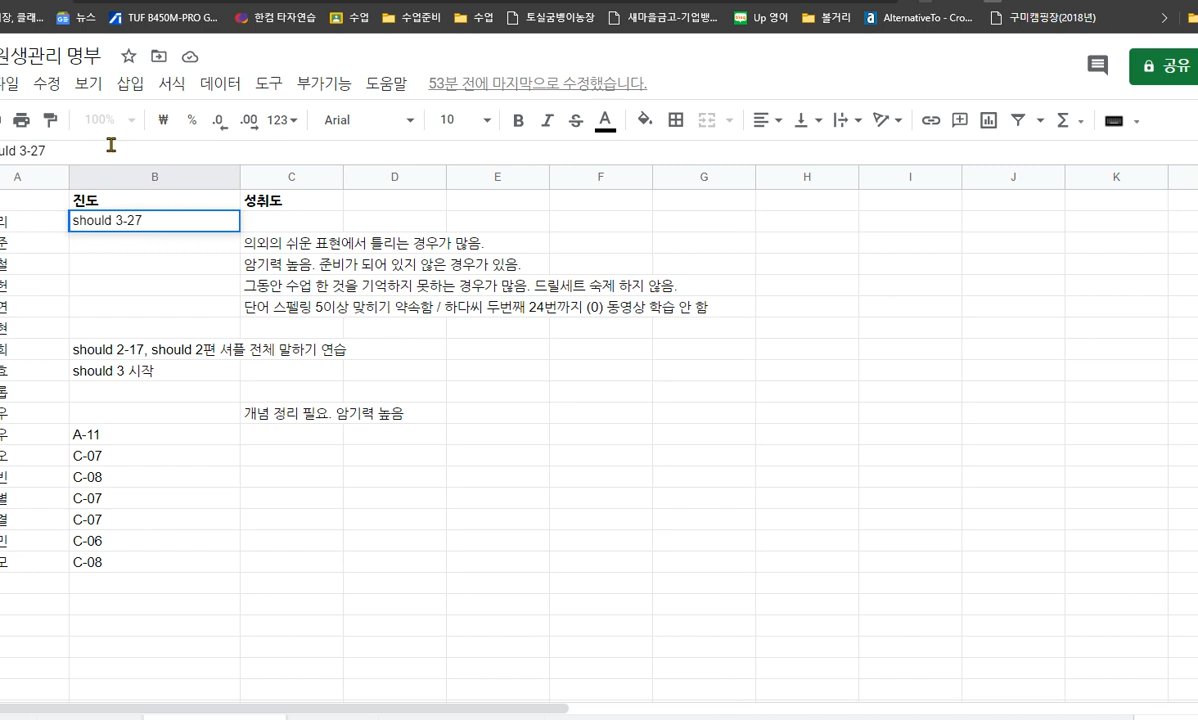 장, 클래... 뉴스 TUF B450M-PRO G... 한컴 타자연습 수업 수업준비 수업 토실굼벵이농장 새마을금고-기업뱅... Up 영어 볼거리 AlternativeTo - Cro... 구미캠핑장(2018년)
원생관리 명부
파일 수정 보기 삽입 서식 데이터 도구 부가기능 도움말 53분 전에 마지막으로 수정했습니다. 공유
100% ₩ % .0 .00 123 Arial 10 B I S A
uld 3-27
A B C D E F G H I J K
진도 성취도
리 should 3-27
준 의외의 쉬운 표현에서 틀리는 경우가 많음.
철 암기력 높음. 준비가 되어 있지 않은 경우가 있음.
헌 그동안 수업 한 것을 기억하지 못하는 경우가 많음. 드릴세트 숙제 하지 않음.
연 단어 스펠링 5이상 맞히기 약속함 / 하다씨 두번째 24번까지 (0) 동영상 학습 안 함
현
희 should 2-17, should 2편 셔플 전체 말하기 연습
효 should 3 시작
롭
우 개념 정리 필요. 암기력 높음
우 A-11
오 C-07
빈 C-08
별 C-07
결 C-07
민 C-06
모 C-08